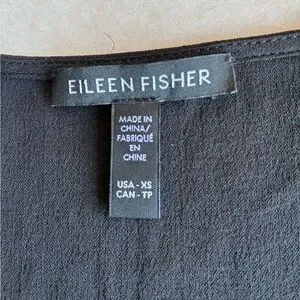 EILEEN FISHER
MADE IN
CHINA/
FABRIQUÉ
EN
CHINE
USA - XS
CAN - TP